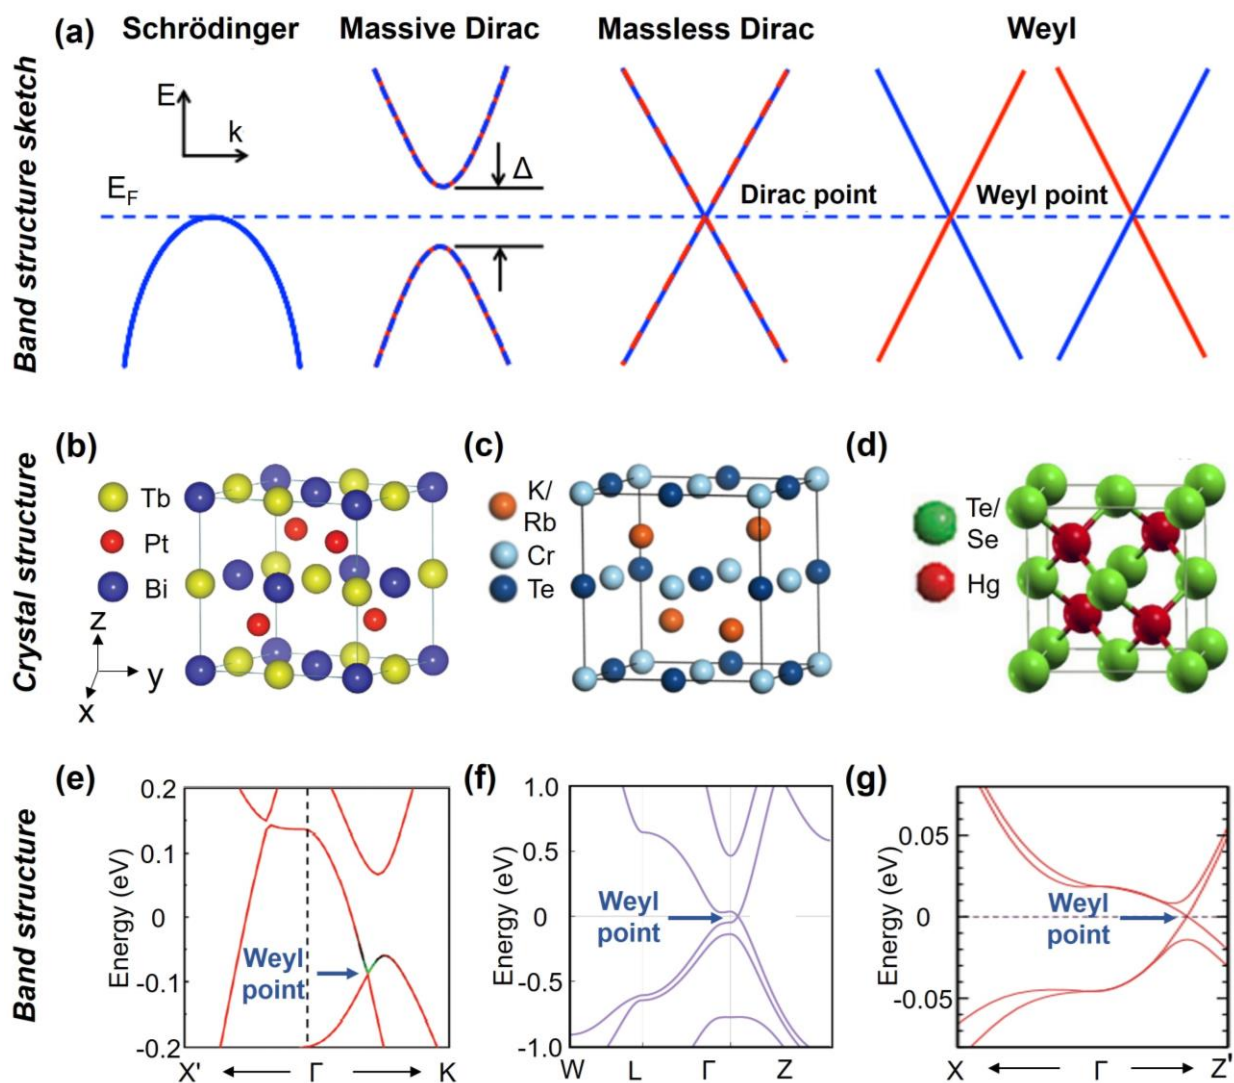 (a) Schrödinger Massive Dirac Massless Dirac Weyl
Band structure sketch
E
k
Δ
E_F
Dirac point
Weyl point
Crystal structure
(b)
Tb
Pt
Bi
z
y
x
(c)
K/
Rb
Cr
Te
(d)
Te/
Se
Hg
Band structure
(e)
Energy (eV)
0.2
0.1
0
-0.1
-0.2
Weyl
point
X' Γ K
(f)
Energy (eV)
1.0
0.5
0
-0.5
-1.0
Weyl
point
W L Γ Z
(g)
Energy (eV)
0.05
0
-0.05
Weyl
point
X Γ Z'